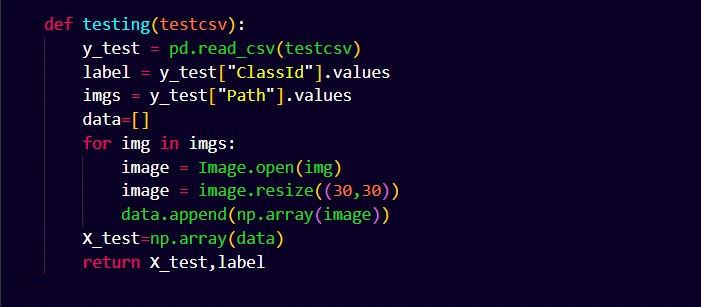 def testing(testcsv):
    y_test = pd.read_csv(testcsv)
    label = y_test["ClassId"].values
    imgs = y_test["Path"].values
    data=[]
    for img in imgs:
        image = Image.open(img)
        image = image.resize((30,30))
        data.append(np.array(image))
    X_test=np.array(data)
    return X_test,label